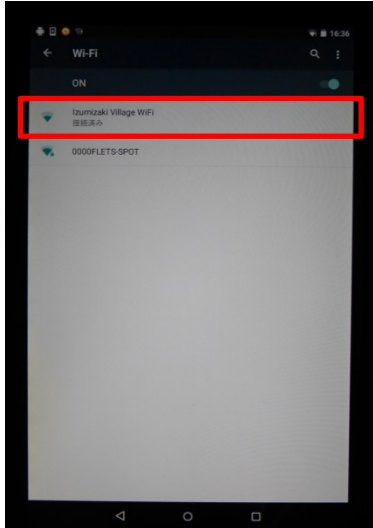 16:36
Wi-Fi
ON
Izumizaki Village WiFi
接続済み
0000FLETS-SPOT